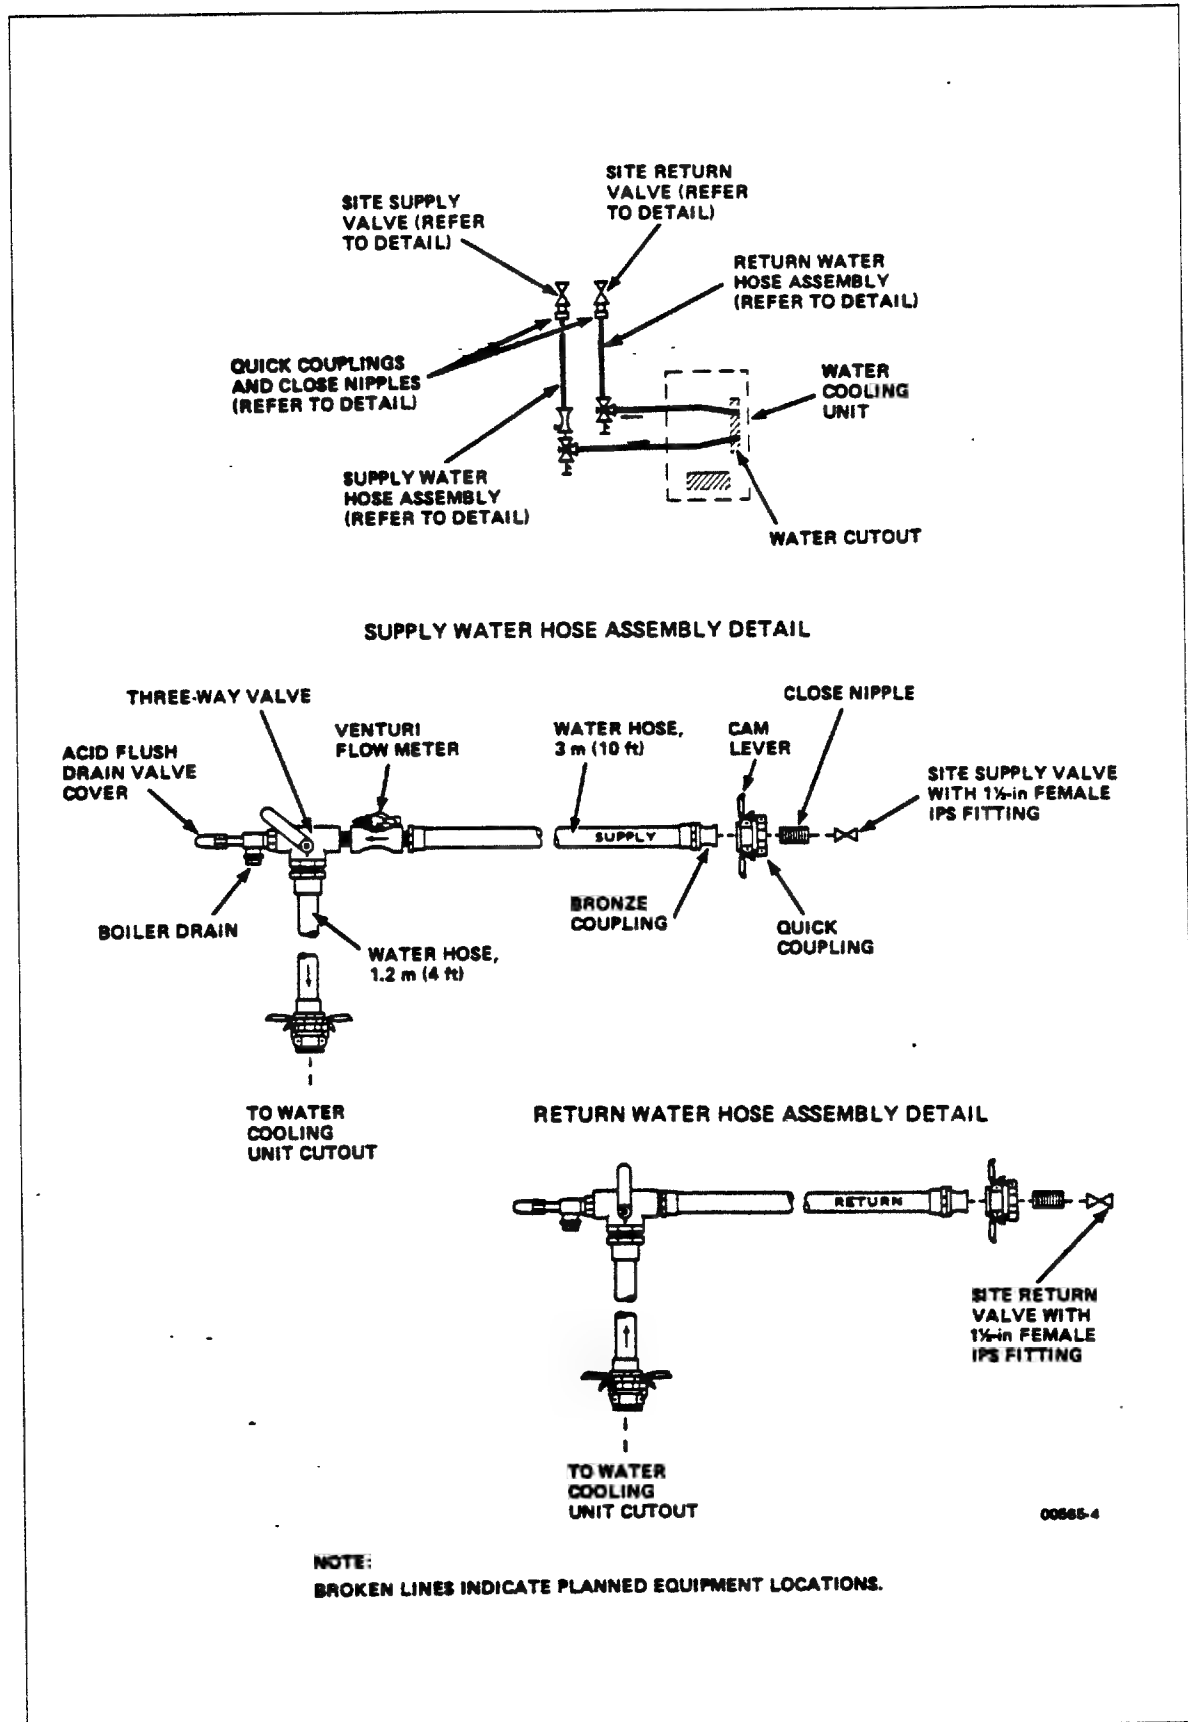 SITE RETURN
VALVE (REFER
TO DETAIL)
SITE SUPPLY
VALVE (REFER
TO DETAIL)
RETURN WATER
HOSE ASSEMBLY
(REFER TO DETAIL)
QUICK COUPLINGS
AND CLOSE NIPPLES
(REFER TO DETAIL)
WATER
COOLING
UNIT
SUPPLY WATER
HOSE ASSEMBLY
(REFER TO DETAIL)
WATER CUTOUT
SUPPLY WATER HOSE ASSEMBLY DETAIL
THREE-WAY VALVE
CLOSE NIPPLE
VENTURI
FLOW METER
WATER HOSE,
3 m (10 ft)
CAM
LEVER
ACID FLUSH
DRAIN VALVE
COVER
SITE SUPPLY VALVE
WITH 1½-in FEMALE
IPS FITTING
SUPPLY
BOILER DRAIN
BRONZE
COUPLING
QUICK
COUPLING
WATER HOSE,
1.2 m (4 ft)
TO WATER
COOLING
UNIT CUTOUT
RETURN WATER HOSE ASSEMBLY DETAIL
RETURN
SITE RETURN
VALVE WITH
1½-in FEMALE
IPS FITTING
TO WATER
COOLING
UNIT CUTOUT
00565-4
NOTE:
BROKEN LINES INDICATE PLANNED EQUIPMENT LOCATIONS.